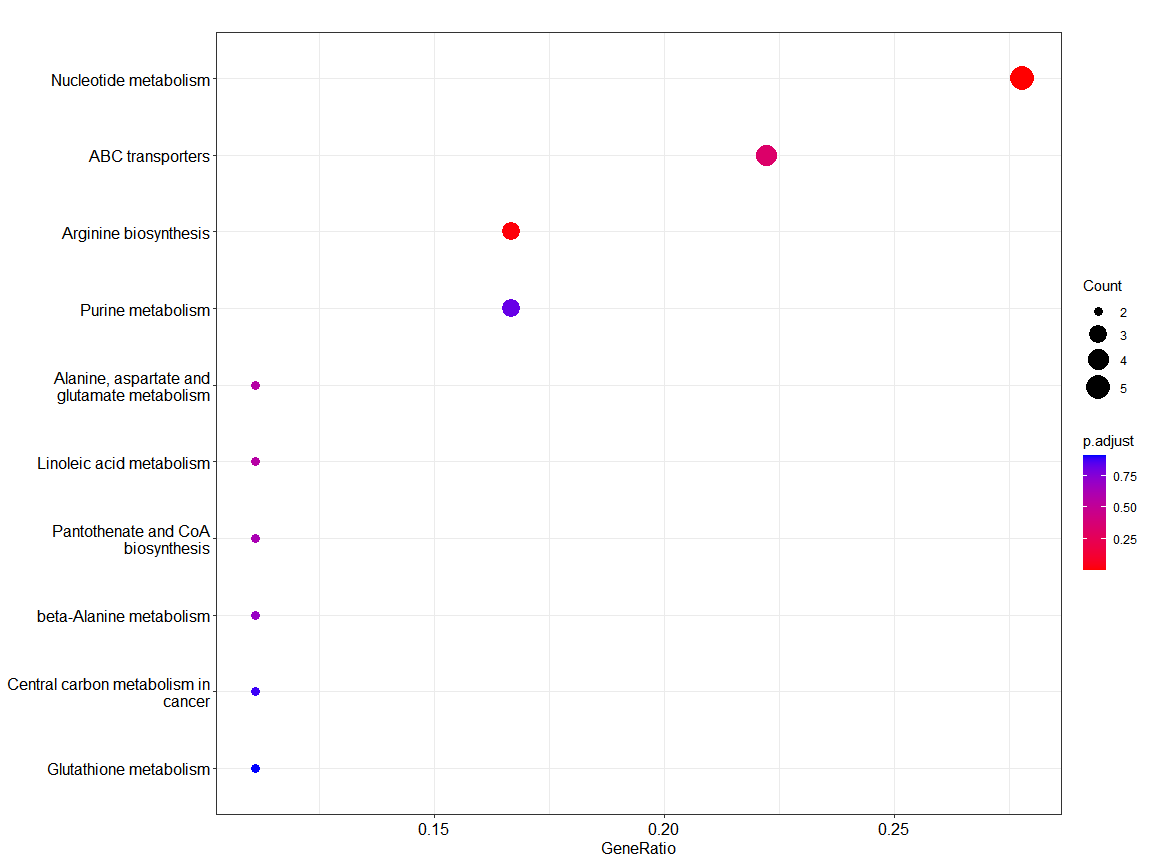 Nucleotide metabolism
ABC transporters
Arginine biosynthesis
Purine metabolism
Alanine, aspartate and
glutamate metabolism
Linoleic acid metabolism
Pantothenate and CoA
biosynthesis
beta-Alanine metabolism
Central carbon metabolism in
cancer
Glutathione metabolism
0.15
0.20
0.25
GeneRatio
Count
2
3
4
5
p.adjust
0.75
0.50
0.25